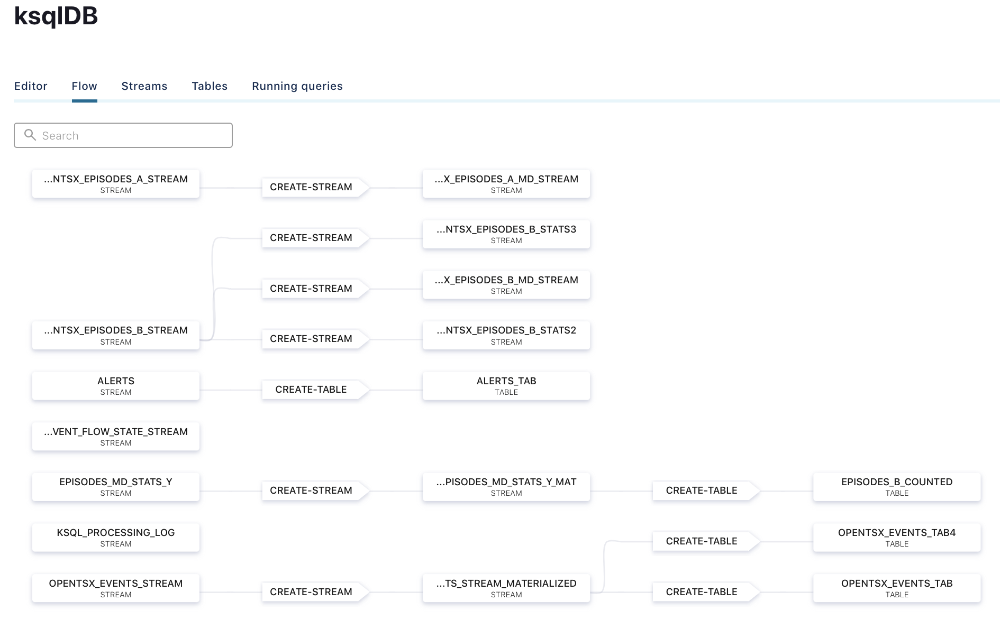 ksqlDB
Editor Flow Streams Tables Running queries
Search
...NTSX_EPISODES_A_STREAM CREATE-STREAM ...X_EPISODES_A_MD_STREAM
STREAM STREAM
CREATE-STREAM ...NTSX_EPISODES_B_STATS3
STREAM
CREATE-STREAM ...X_EPISODES_B_MD_STREAM
STREAM
...NTSX_EPISODES_B_STREAM CREATE-STREAM ...NTSX_EPISODES_B_STATS2
STREAM STREAM
ALERTS CREATE-TABLE ALERTS_TAB
STREAM TABLE
...VENT_FLOW_STATE_STREAM
STREAM
EPISODES_MD_STATS_Y CREATE-STREAM ...PISODES_MD_STATS_Y_MAT CREATE-TABLE EPISODES_B_COUNTED
STREAM STREAM TABLE
KSQL_PROCESSING_LOG CREATE-TABLE OPENTSX_EVENTS_TAB4
STREAM TABLE
OPENTSX_EVENTS_STREAM CREATE-STREAM ...TS_STREAM_MATERIALIZED CREATE-TABLE OPENTSX_EVENTS_TAB
STREAM STREAM TABLE